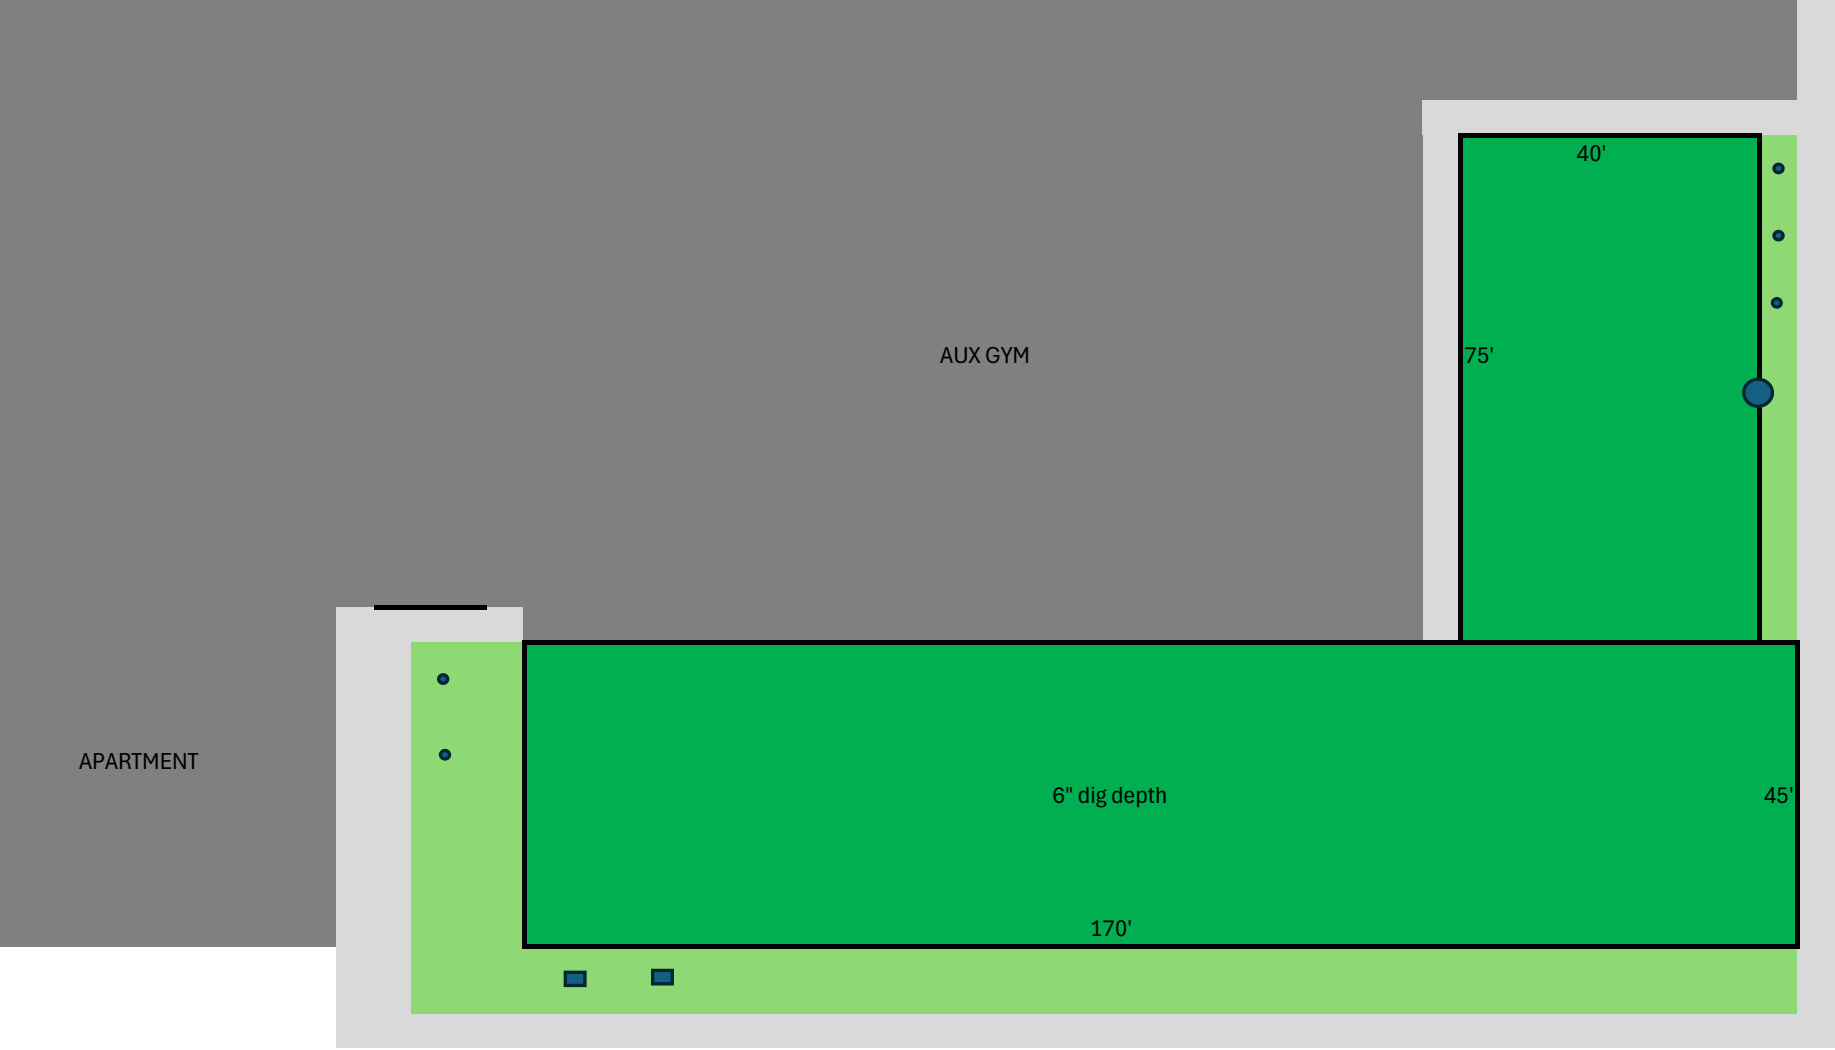 40'
AUX GYM
75'
APARTMENT
6" dig depth
45'
170'